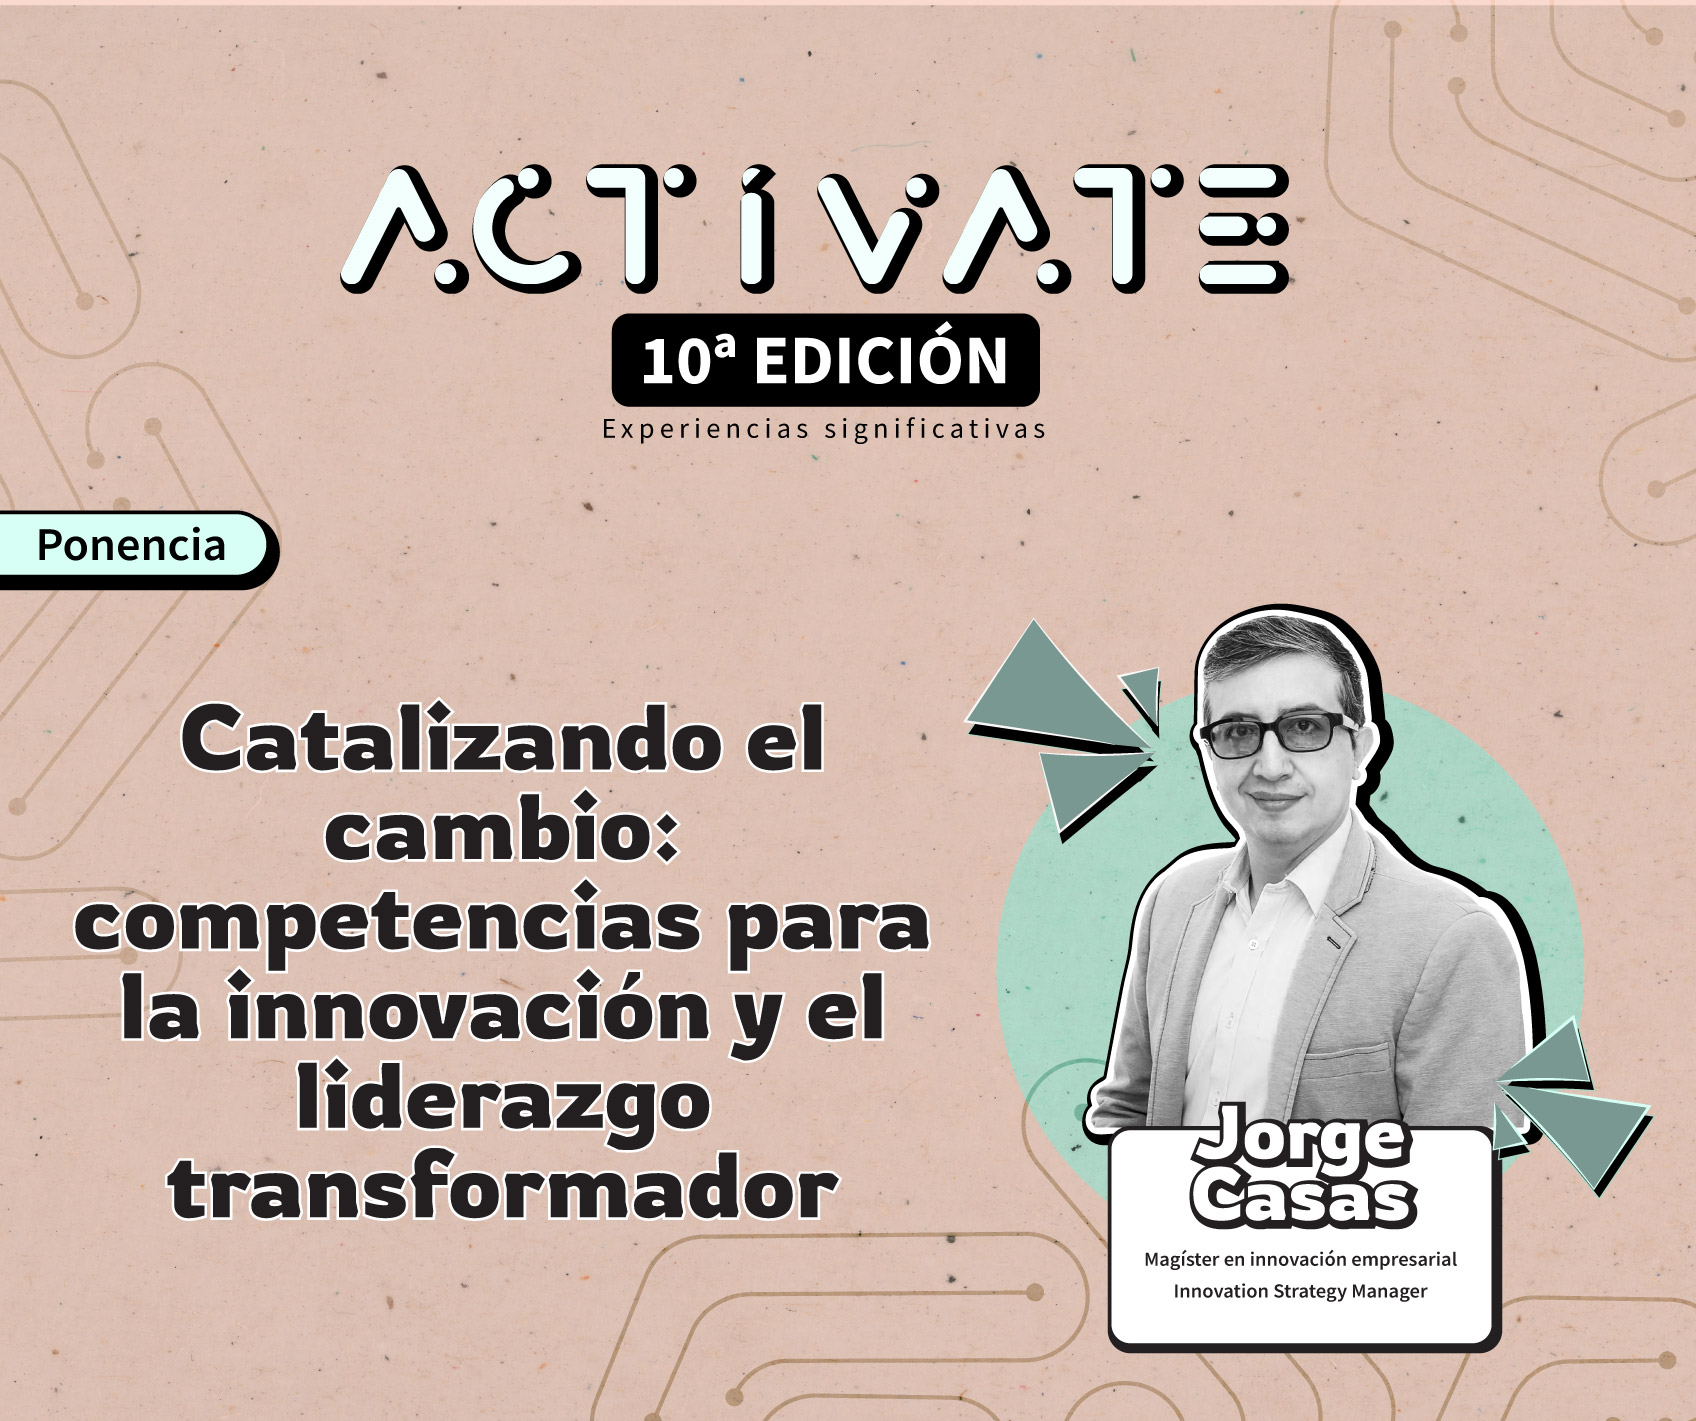 ACTÍVATE
10ª EDICIÓN
Experiencias significativas
Ponencia
Catalizando el
cambio:
competencias para
la innovación y el
liderazgo
transformador
Jorge
Casas
Magíster en innovación empresarial
Innovation Strategy Manager